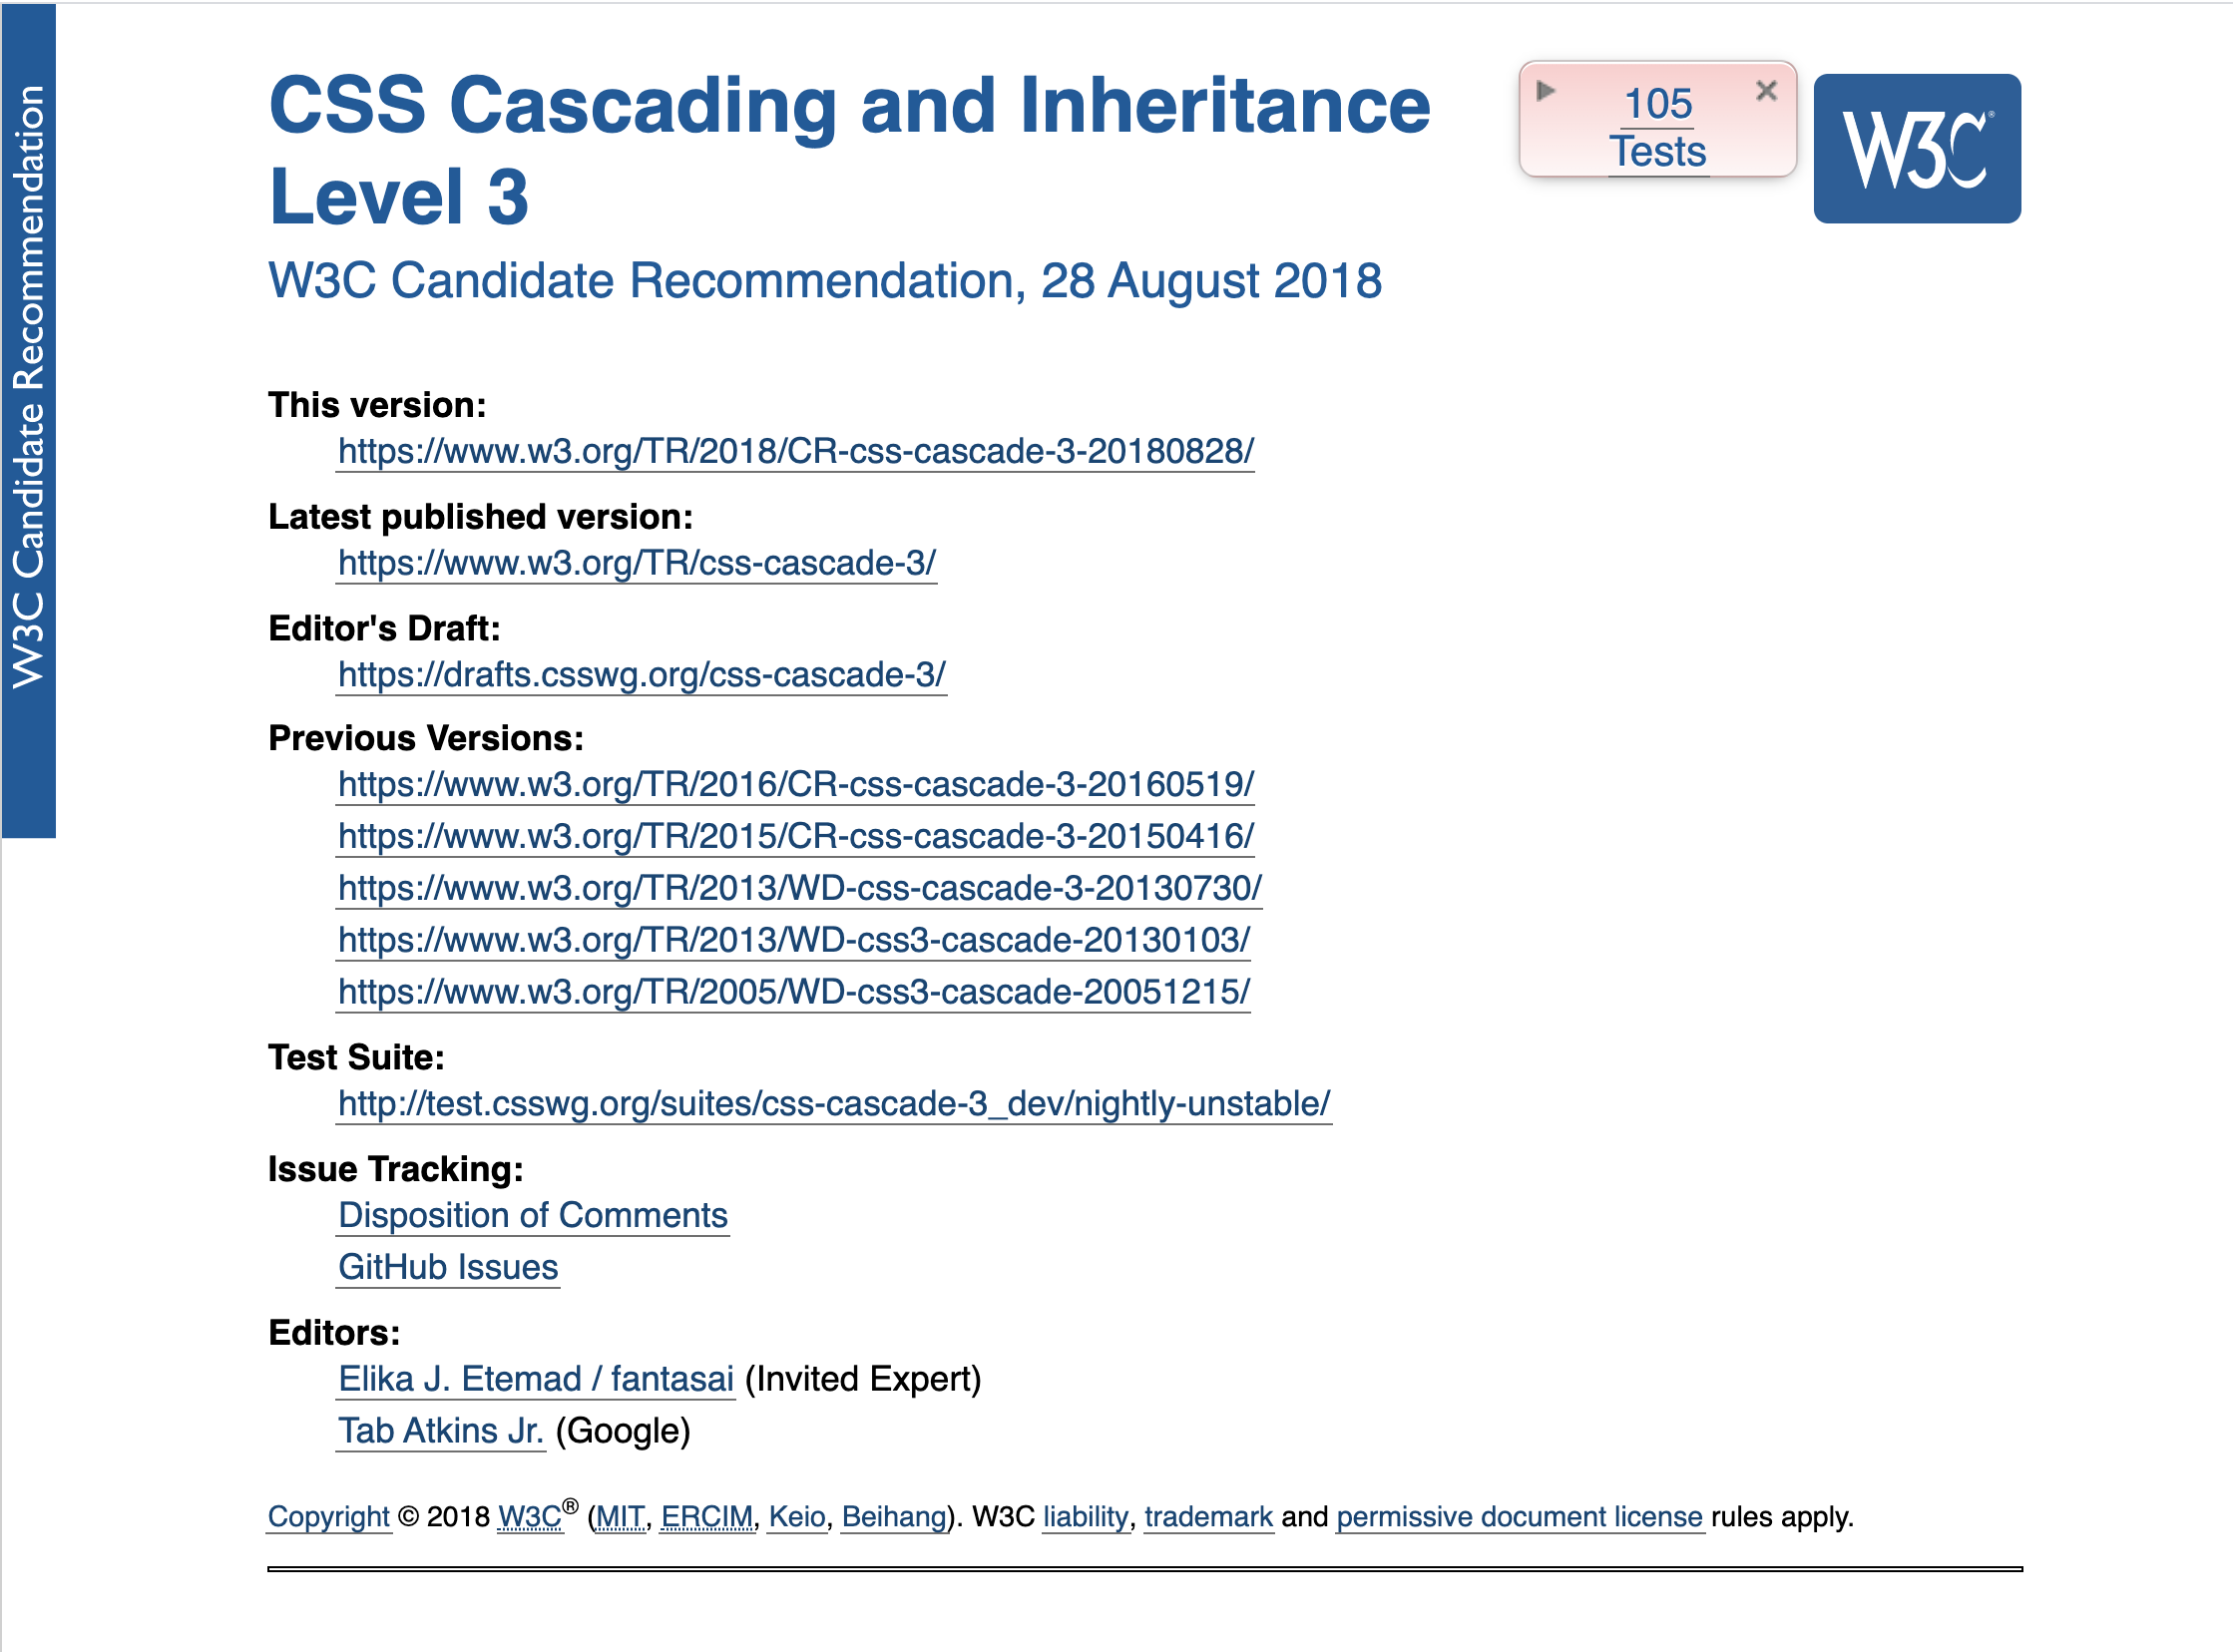 W3C Candidate Recommendation
CSS Cascading and Inheritance
Level 3
W3C Candidate Recommendation, 28 August 2018
105
Tests
W3C®
This version:
https://www.w3.org/TR/2018/CR-css-cascade-3-20180828/
Latest published version:
https://www.w3.org/TR/css-cascade-3/
Editor's Draft:
https://drafts.csswg.org/css-cascade-3/
Previous Versions:
https://www.w3.org/TR/2016/CR-css-cascade-3-20160519/
https://www.w3.org/TR/2015/CR-css-cascade-3-20150416/
https://www.w3.org/TR/2013/WD-css-cascade-3-20130730/
https://www.w3.org/TR/2013/WD-css3-cascade-20130103/
https://www.w3.org/TR/2005/WD-css3-cascade-20051215/
Test Suite:
http://test.csswg.org/suites/css-cascade-3_dev/nightly-unstable/
Issue Tracking:
Disposition of Comments
GitHub Issues
Editors:
Elika J. Etemad / fantasai (Invited Expert)
Tab Atkins Jr. (Google)
Copyright © 2018 W3C® (MIT, ERCIM, Keio, Beihang). W3C liability, trademark and permissive document license rules apply.